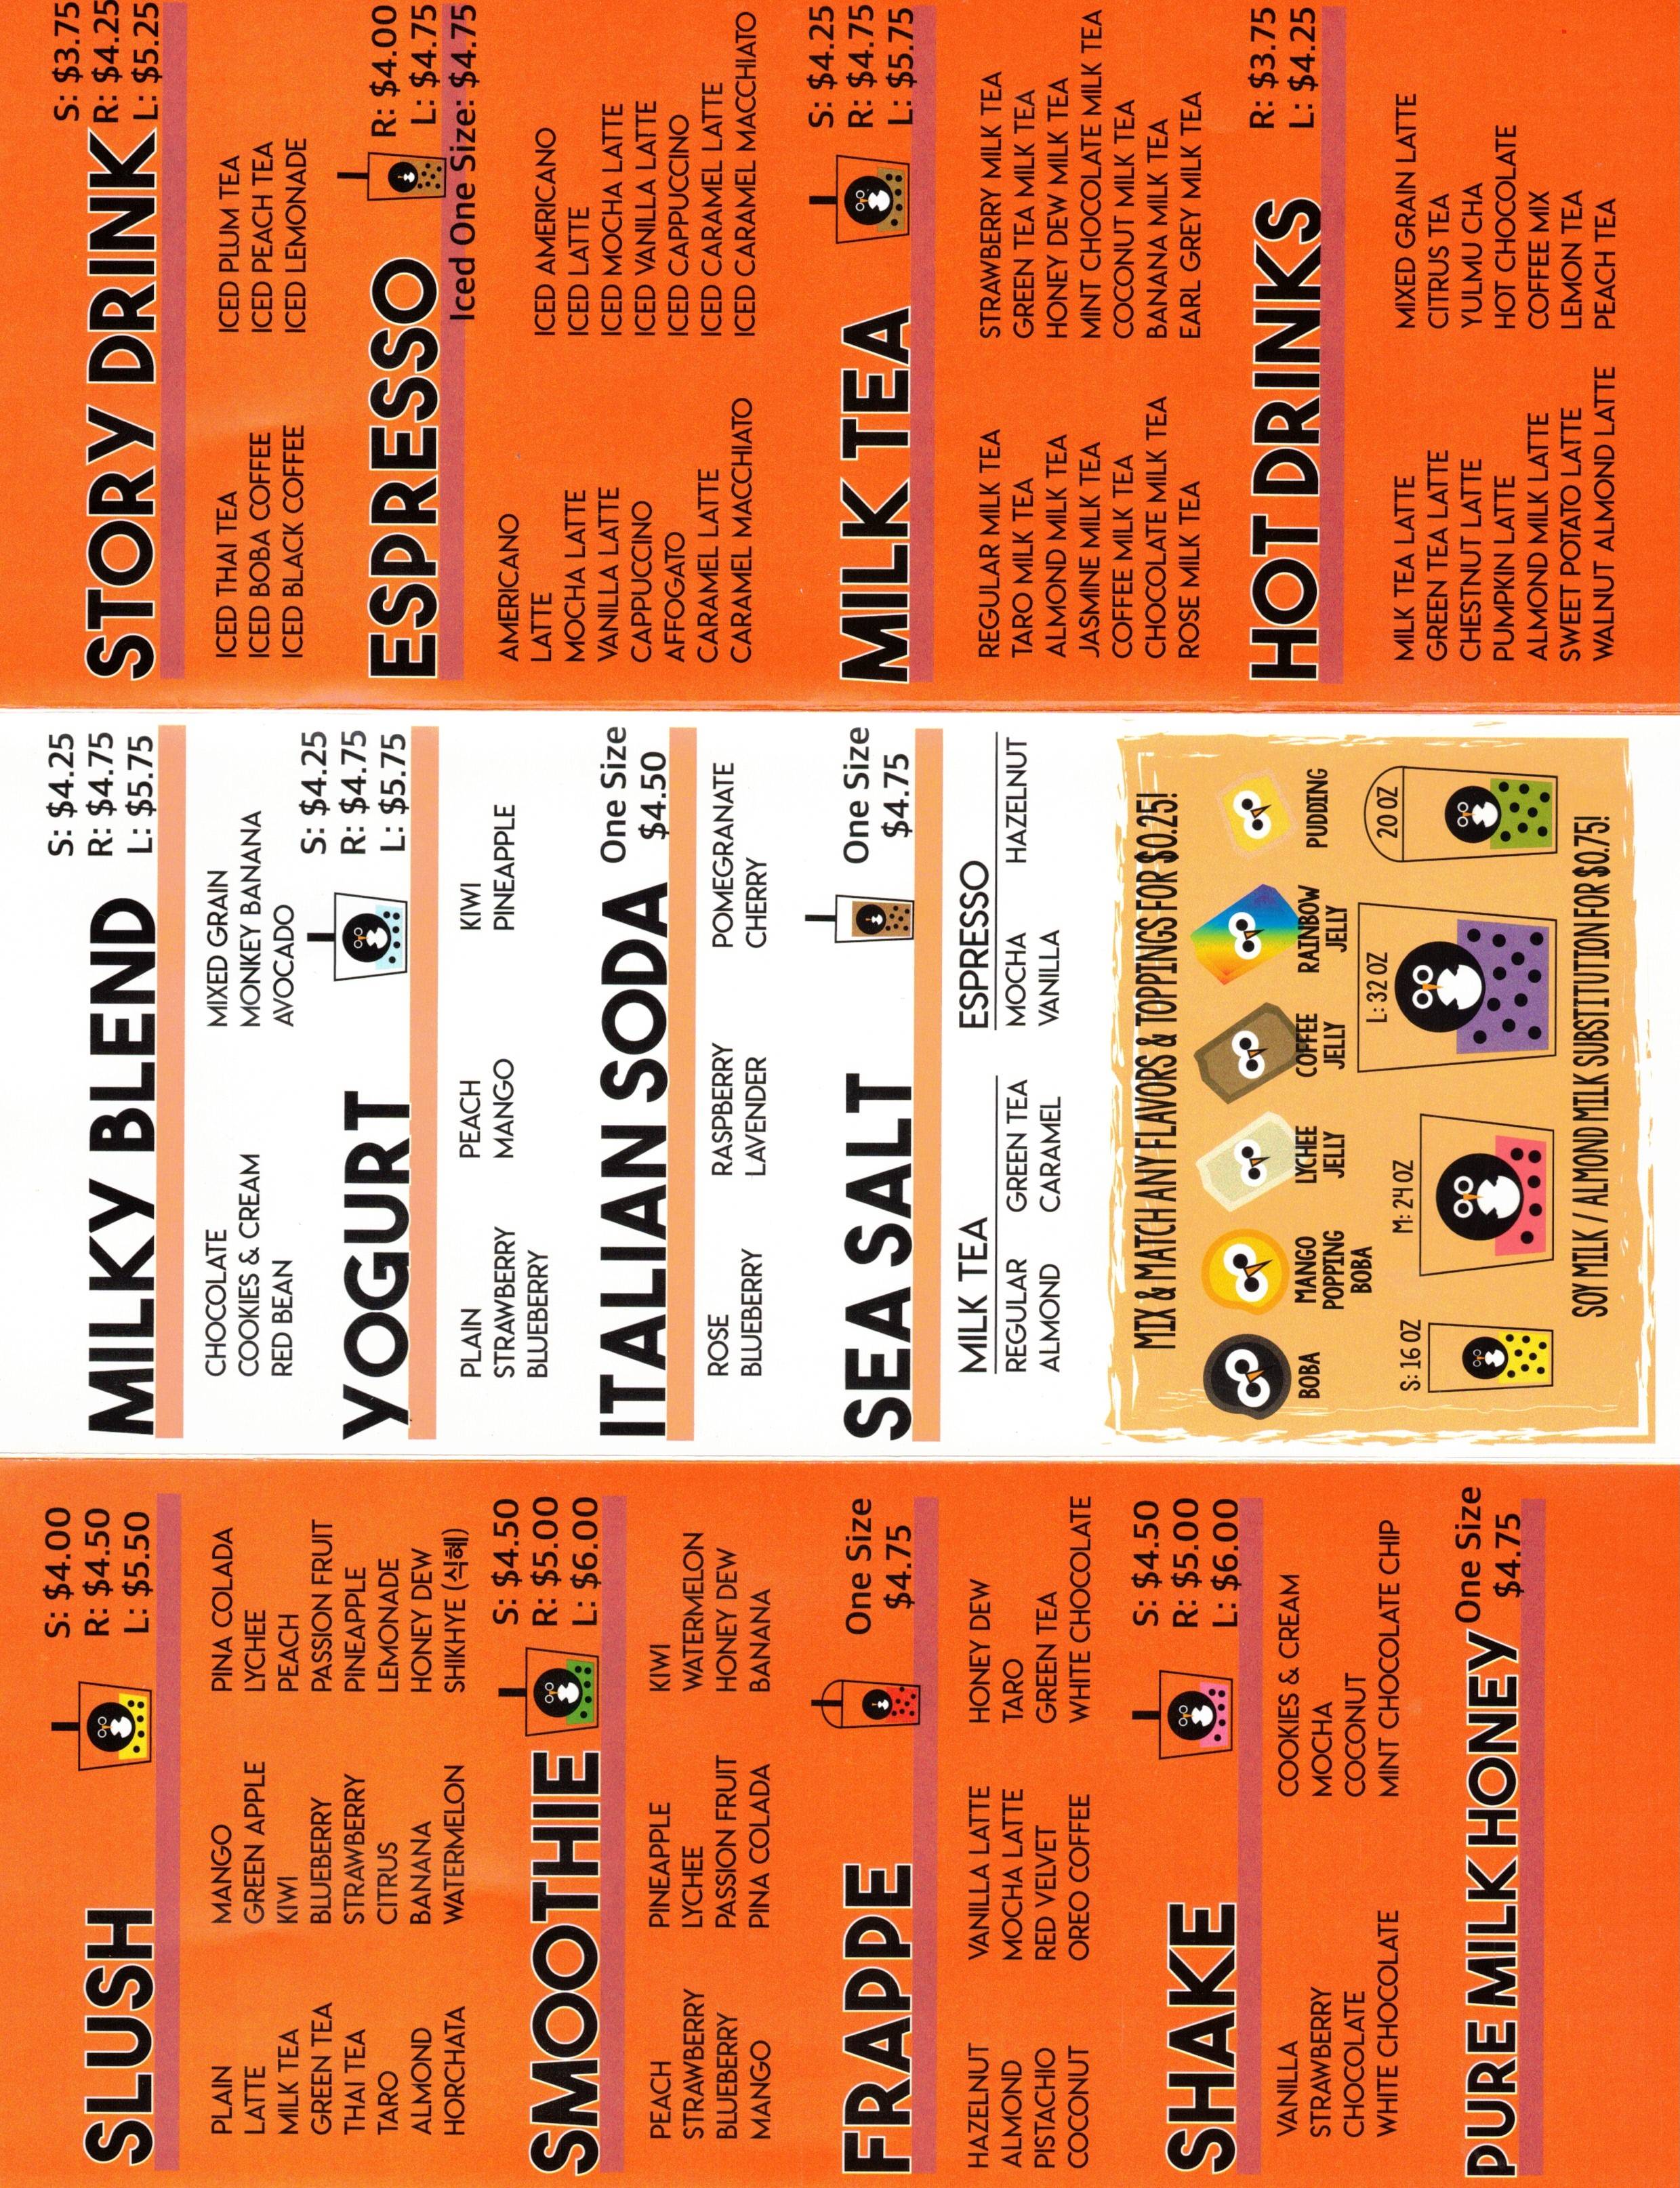 SLUSH
S: $4.00
R: $4.50
L: $5.50
PLAIN
LATTE
MILK TEA
GREEN TEA
THAI TEA
TARO
ALMOND
HORCHATA
MANGO
GREEN APPLE
KIWI
BLUEBERRY
STRAWBERRY
CITRUS
BANANA
WATERMELON
PINA COLADA
LYCHEE
PEACH
PASSION FRUIT
PINEAPPLE
LEMONADE
HONEY DEW
SHIKHYE (식혜)
SMOOTHIE
S: $4.50
R: $5.00
L: $6.00
PEACH
STRAWBERRY
BLUEBERRY
MANGO
PINEAPPLE
LYCHEE
PASSION FRUIT
PINA COLADA
KIWI
WATERMELON
HONEY DEW
BANANA
FRAPPE
One Size
$4.75
HAZELNUT
ALMOND
PISTACHIO
COCONUT
VANILLA LATTE
MOCHA LATTE
RED VELVET
OREO COFFEE
HONEY DEW
TARO
GREEN TEA
WHITE CHOCOLATE
SHAKE
S: $4.50
R: $5.00
L: $6.00
VANILLA
STRAWBERRY
CHOCOLATE
WHITE CHOCOLATE
COOKIES & CREAM
MOCHA
COCONUT
MINT CHOCOLATE CHIP
PURE MILK HONEY
One Size
$4.75
MILKY BLEND
S: $4.25
R: $4.75
L: $5.75
CHOCOLATE
COOKIES & CREAM
RED BEAN
MIXED GRAIN
MONKEY BANANA
AVOCADO
YOGURT
S: $4.25
R: $4.75
L: $5.75
PLAIN
STRAWBERRY
BLUEBERRY
PEACH
MANGO
KIWI
PINEAPPLE
ITALIAN SODA
One Size
$4.50
ROSE
BLUEBERRY
RASPBERRY
LAVENDER
POMEGRANATE
CHERRY
SEA SALT
One Size
$4.75
MILK TEA
REGULAR
ALMOND
GREEN TEA
CARAMEL
ESPRESSO
MOCHA
VANILLA
HAZELNUT
MIX & MATCH ANY FLAVORS & TOPPINGS FOR $0.25!
BOBA
MANGO
POPPING
BOBA
LYCHEE
JELLY
COFFEE
JELLY
RAINBOW
JELLY
PUDDING
S: 16 OZ
M: 24 OZ
L: 32 OZ
20 OZ
SOY MILK / ALMOND MILK SUBSTITUTION FOR $0.75!
STORY DRINK
S: $3.75
R: $4.25
L: $5.25
ICED THAI TEA
ICED BOBA COFFEE
ICED BLACK COFFEE
ICED PLUM TEA
ICED PEACH TEA
ICED LEMONADE
ESPRESSO
R: $4.00
L: $4.75
Iced One Size: $4.75
AMERICANO
LATTE
MOCHA LATTE
VANILLA LATTE
CAPPUCCINO
AFFOGATO
CARAMEL LATTE
CARAMEL MACCHIATO
ICED AMERICANO
ICED LATTE
ICED MOCHA LATTE
ICED VANILLA LATTE
ICED CAPPUCCINO
ICED CARAMEL LATTE
ICED CARAMEL MACCHIATO
MILK TEA
S: $4.25
R: $4.75
L: $5.75
REGULAR MILK TEA
TARO MILK TEA
ALMOND MILK TEA
JASMINE MILK TEA
COFFEE MILK TEA
CHOCOLATE MILK TEA
ROSE MILK TEA
STRAWBERRY MILK TEA
GREEN TEA MILK TEA
HONEY DEW MILK TEA
MINT CHOCOLATE MILK TEA
COCONUT MILK TEA
BANANA MILK TEA
EARL GREY MILK TEA
HOT DRINKS
R: $3.75
L: $4.25
MILK TEA LATTE
GREEN TEA LATTE
CHESTNUT LATTE
PUMPKIN LATTE
ALMOND MILK LATTE
SWEET POTATO LATTE
WALNUT ALMOND LATTE
MIXED GRAIN LATTE
CITRUS TEA
YULMU CHA
HOT CHOCOLATE
COFFEE MIX
LEMON TEA
PEACH TEA